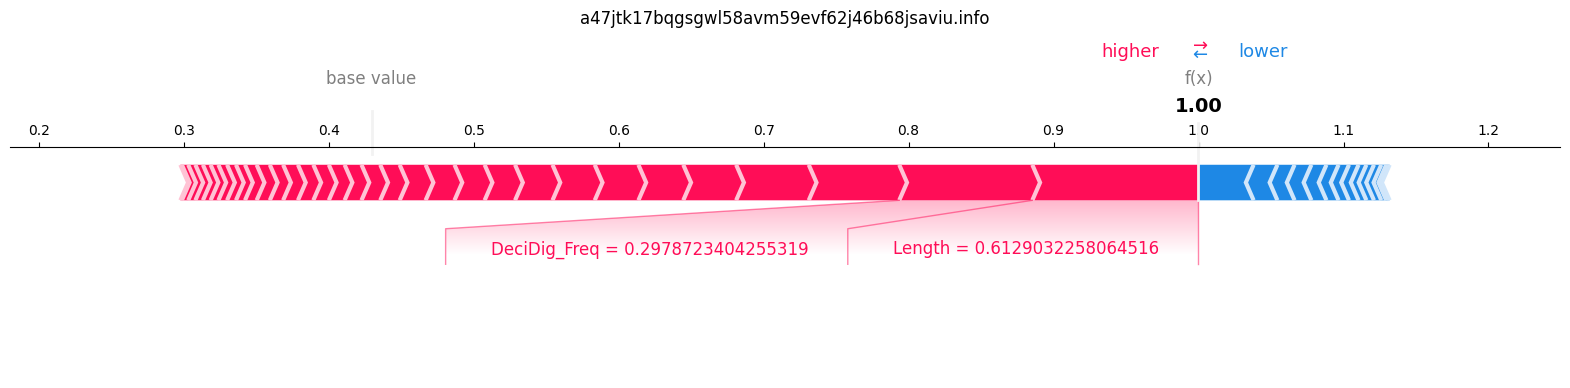 a47jtk17bqgsgwl58avm59evf62j46b68jsaviu.info
higher ⇄ lower
base value f(x)
1.00
0.2 0.3 0.4 0.5 0.6 0.7 0.8 0.9 1.0 1.1 1.2
DeciDig_Freq = 0.2978723404255319 Length = 0.6129032258064516